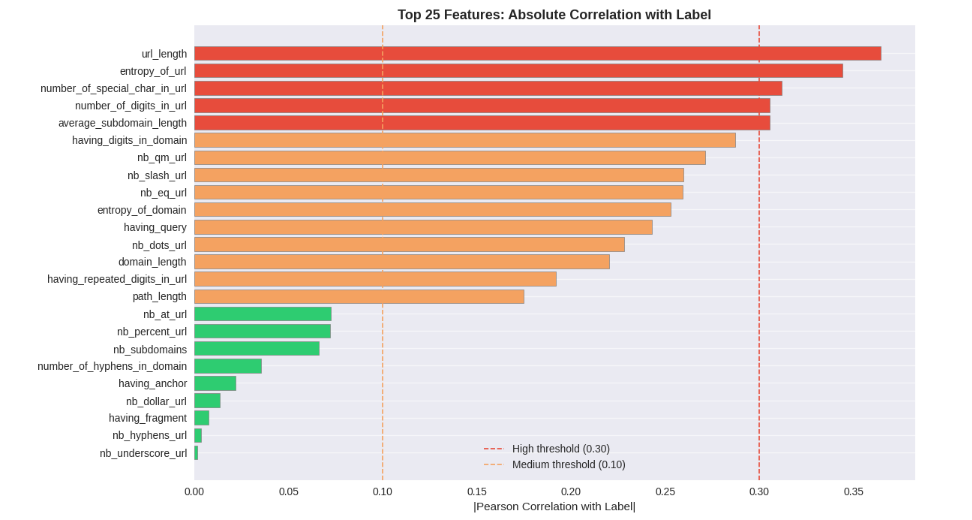 Top 25 Features: Absolute Correlation with Label
url_length
entropy_of_url
number_of_special_char_in_url
number_of_digits_in_url
average_subdomain_length
having_digits_in_domain
nb_qm_url
nb_slash_url
nb_eq_url
entropy_of_domain
having_query
nb_dots_url
domain_length
having_repeated_digits_in_url
path_length
nb_at_url
nb_percent_url
nb_subdomains
number_of_hyphens_in_domain
having_anchor
nb_dollar_url
having_fragment
nb_hyphens_url
nb_underscore_url
High threshold (0.30)
Medium threshold (0.10)
0.00 0.05 0.10 0.15 0.20 0.25 0.30 0.35
|Pearson Correlation with Label|